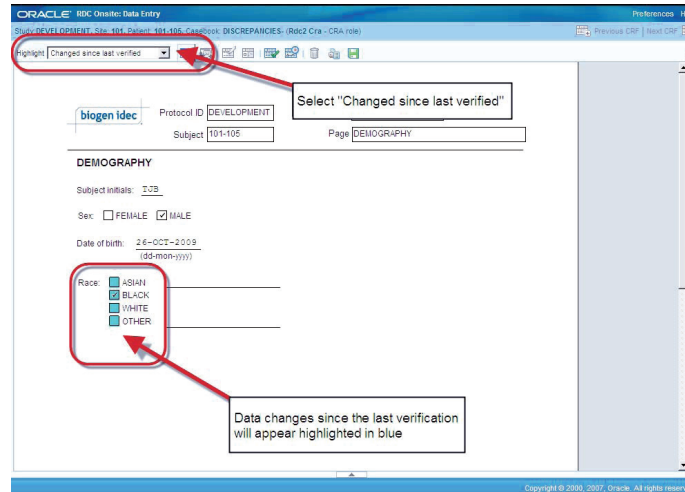 ORACLE RDC Onsite: Data Entry
Preferences H
Study: DEVELOPMENT, Site: 101, Patient: 101-105, Casebook: DISCREPANCIES- (Rdc2 Cra - CRA role)
Previous CRF | Next CRF
Highlight Changed since last verified
Select "Changed since last verified"
biogen idec
Protocol ID DEVELOPMENT
Subject 101-105
Page DEMOGRAPHY
DEMOGRAPHY
Subject initials: TJB
Sex: FEMALE MALE
Date of birth: 26-OCT-2009
(dd-mon-yyyy)
Race: ASIAN
BLACK
WHITE
OTHER
Data changes since the last verification
will appear highlighted in blue
Copyright © 2000, 2007, Oracle. All rights reser